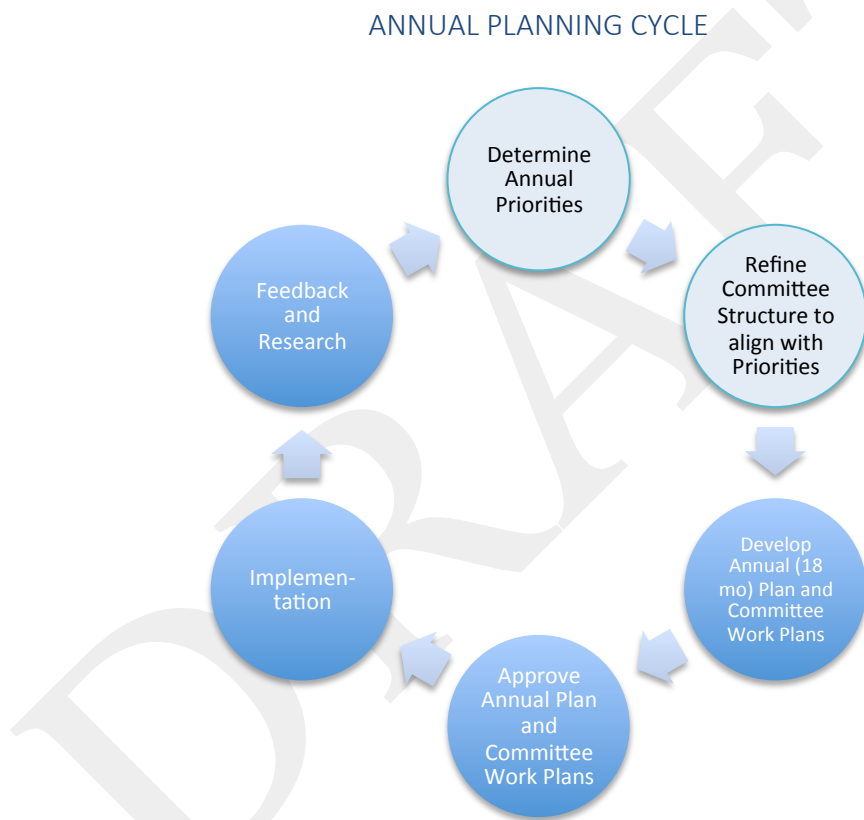 ANNUAL PLANNING CYCLE
Determine
Annual
Priorities
Refine
Committee
Structure to
align with
Priorities
Develop
Annual (18
mo) Plan and
Committee
Work Plans
Approve
Annual Plan
and
Committee
Work Plans
Implemen-
tation
Feedback
and
Research
DRAFT